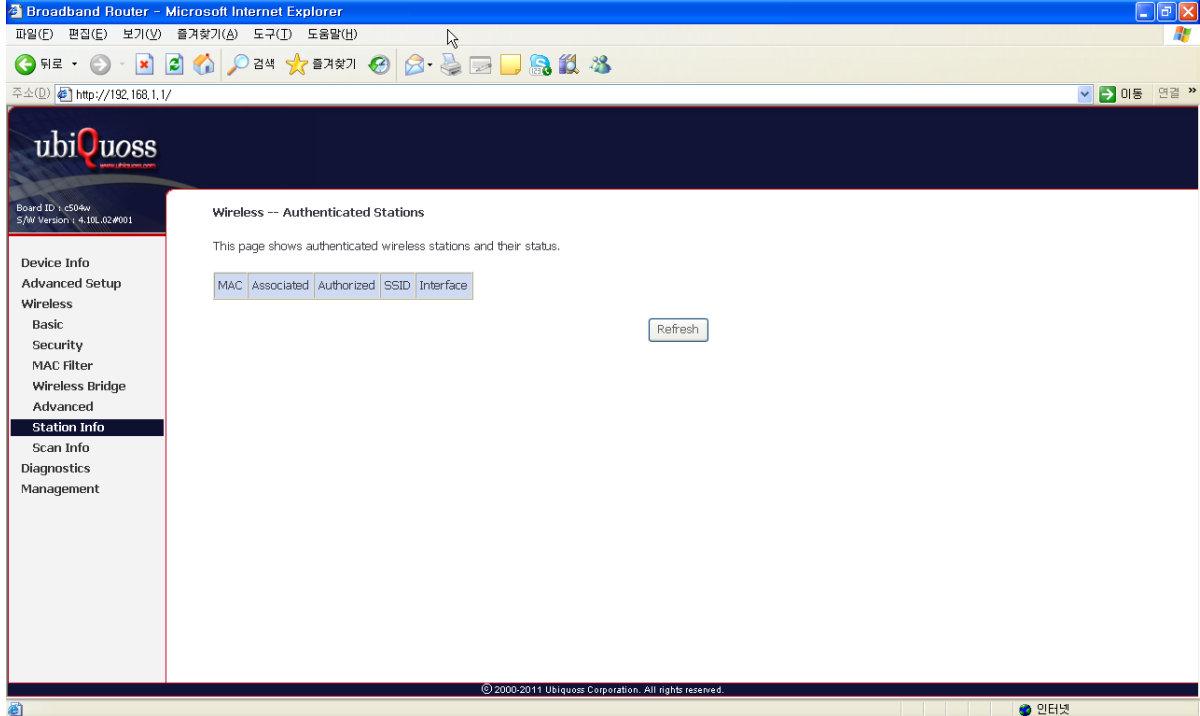 Broadband Router - Microsoft Internet Explorer
파일(F) 편집(E) 보기(V) 즐겨찾기(A) 도구(T) 도움말(H)
뒤로 검색 즐겨찾기
주소(D) http://192.168.1.1/ 이동 연결 »
ubiQuoss
www.ubiquoss.com
Board ID : c504w
S/W Version : 4.10L.02#001
Device Info
Advanced Setup
Wireless
Basic
Security
MAC Filter
Wireless Bridge
Advanced
Station Info
Scan Info
Diagnostics
Management
Wireless -- Authenticated Stations
This page shows authenticated wireless stations and their status.
MAC Associated Authorized SSID Interface
Refresh
© 2000-2011 Ubiquoss Corporation. All rights reserved.
인터넷